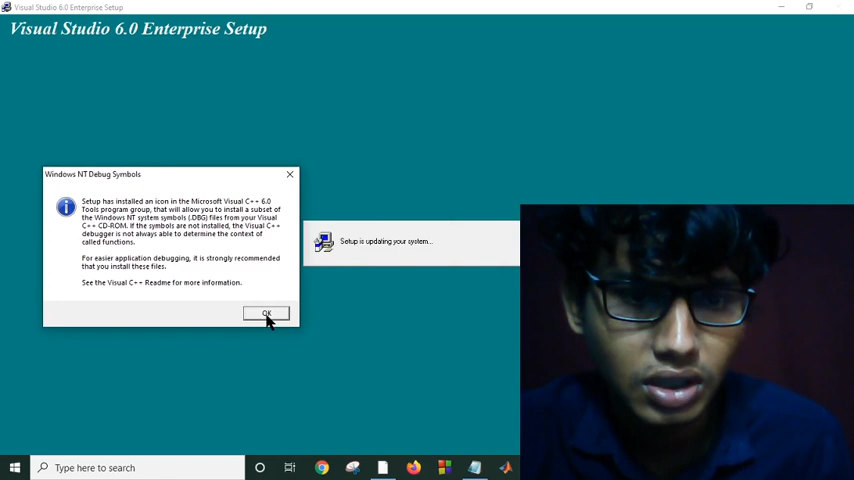 Visual Studio 6.0 Enterprise Setup
Visual Studio 6.0 Enterprise Setup
Windows NT Debug Symbols
Setup has installed an icon in the Microsoft Visual C++ 6.0
Tools program group, that will allow you to install a subset of
the Windows NT system symbols (.DBG) files from your Visual
C++ CD-ROM. If the symbols are not installed, the Visual C++
debugger is not always able to determine the context of
called functions.
For easier application debugging, it is strongly recommended
that you install these files.
See the Visual C++ Readme for more information.
OK
Setup is updating your system...
Type here to search